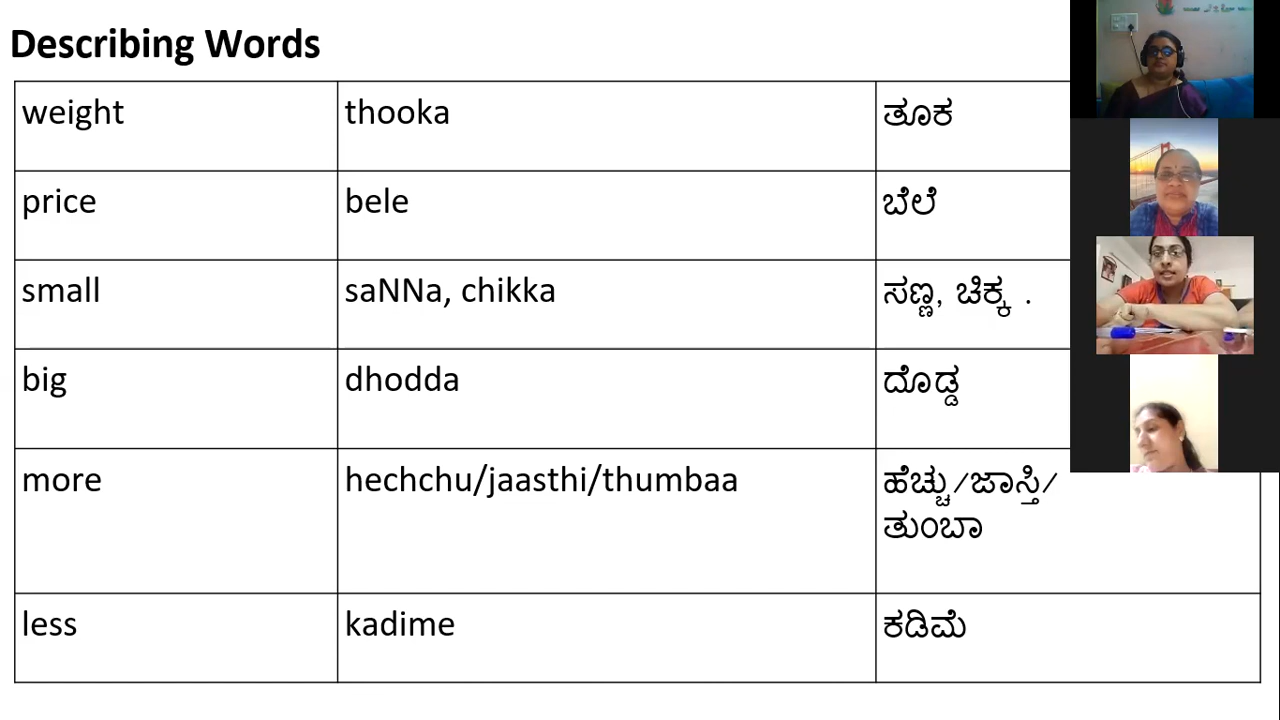 Describing Words
weight thooka ತೂಕ
price bele ಬೆಲೆ
small saNNa, chikka ಸಣ್ಣ, ಚಿಕ್ಕ .
big dhodda ದೊಡ್ಡ
more hechchu/jaasthi/thumbaa ಹೆಚ್ಚು/ಜಾಸ್ತಿ/
ತುಂಬಾ
less kadime ಕಡಿಮೆ